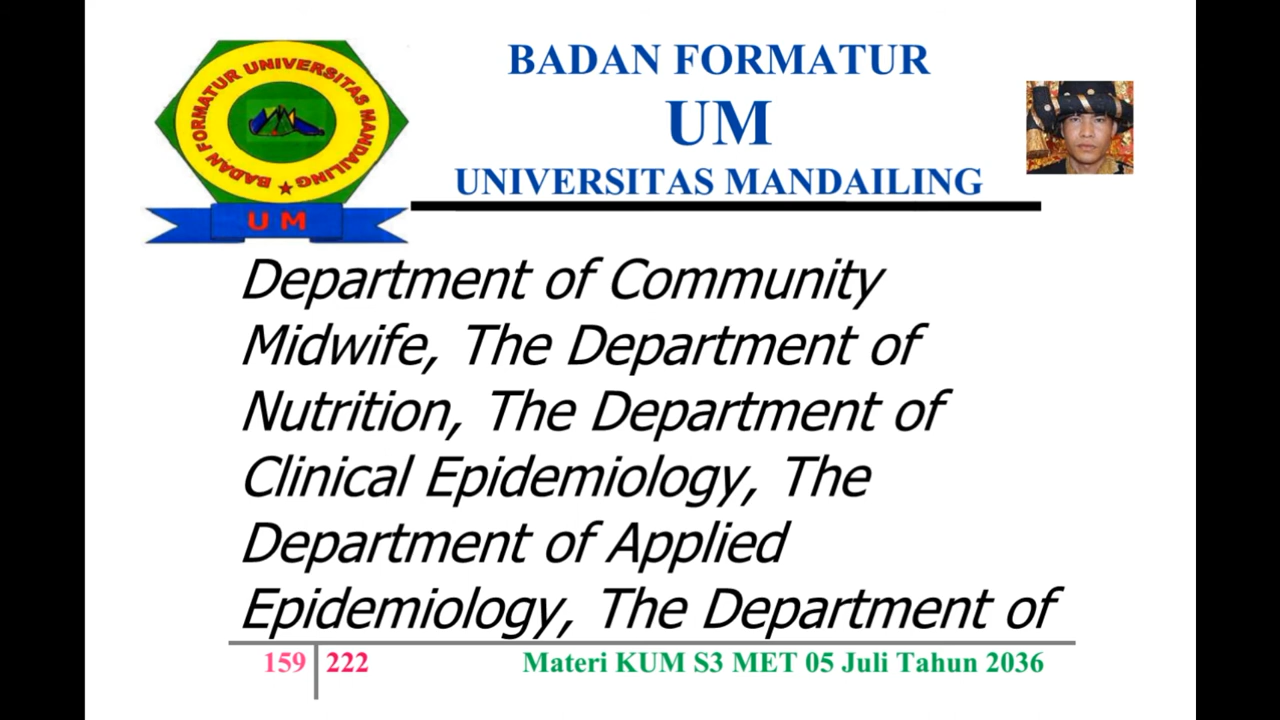 BADAN FORMATUR UNIVERSITAS MANDAILING
U M
BADAN FORMATUR
UM
UNIVERSITAS MANDAILING
Department of Community
Midwife, The Department of
Nutrition, The Department of
Clinical Epidemiology, The
Department of Applied
Epidemiology, The Department of
159 222 Materi KUM S3 MET 05 Juli Tahun 2036